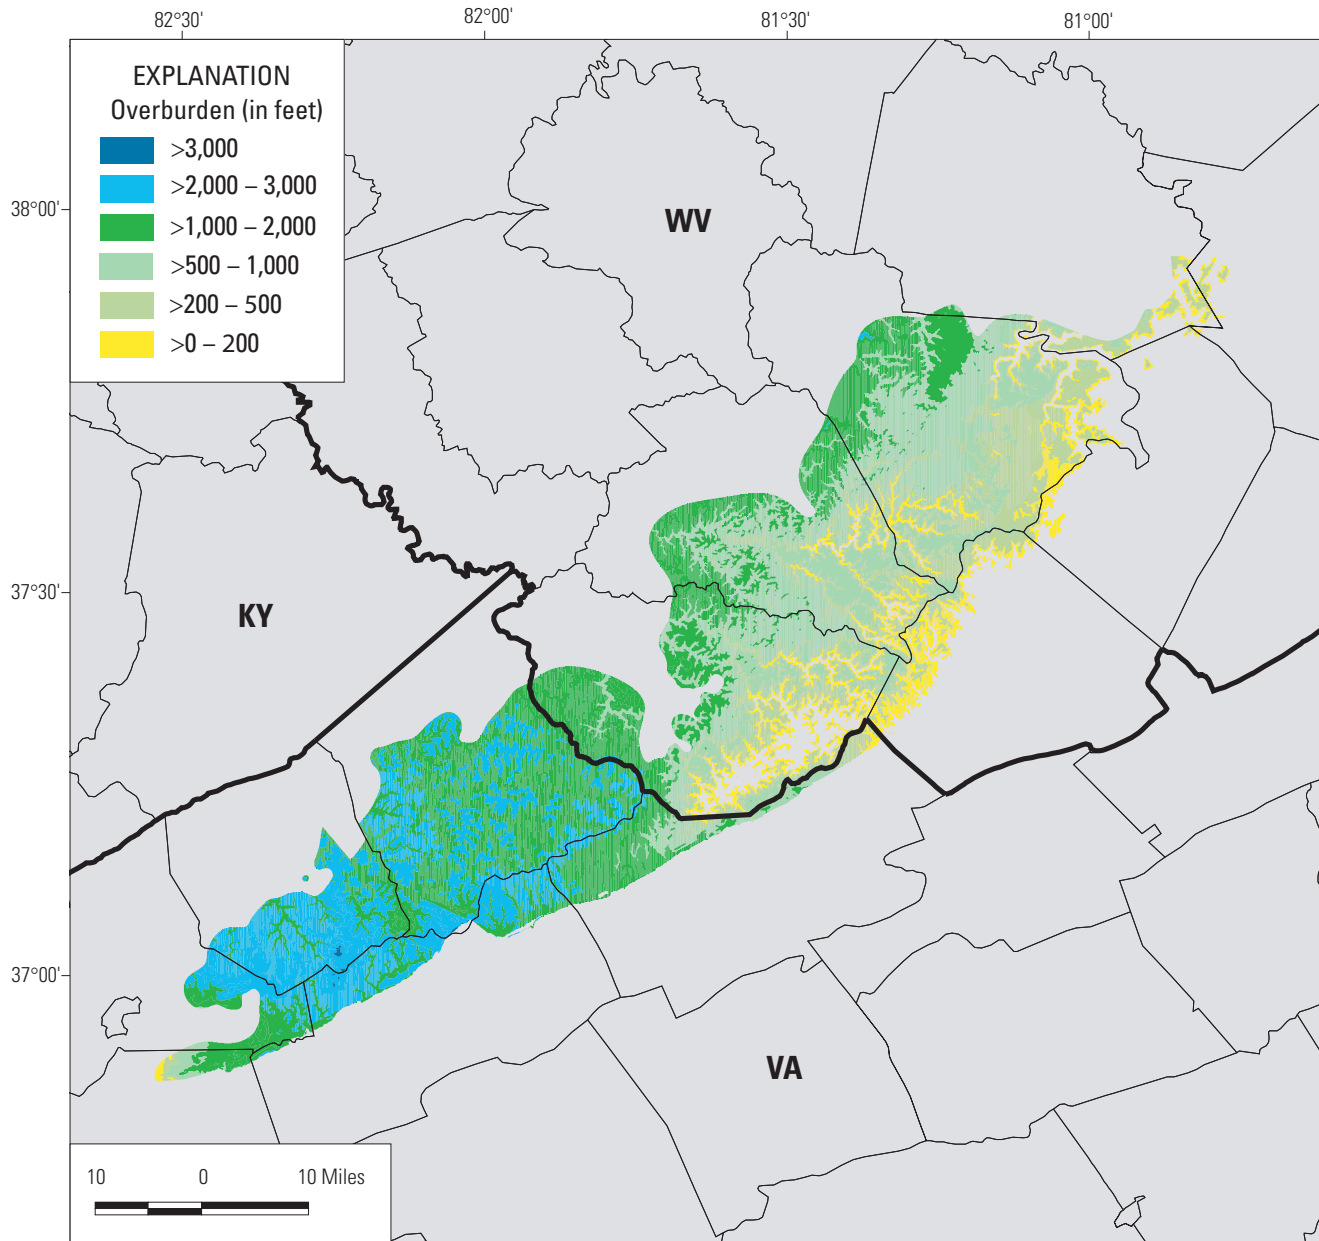 82°30'
82°00'
81°30'
81°00'
EXPLANATION
Overburden (in feet)
>3,000
>2,000 – 3,000
>1,000 – 2,000
>500 – 1,000
>200 – 500
>0 – 200
38°00'
WV
37°30'
KY
37°00'
VA
10 0 10 Miles